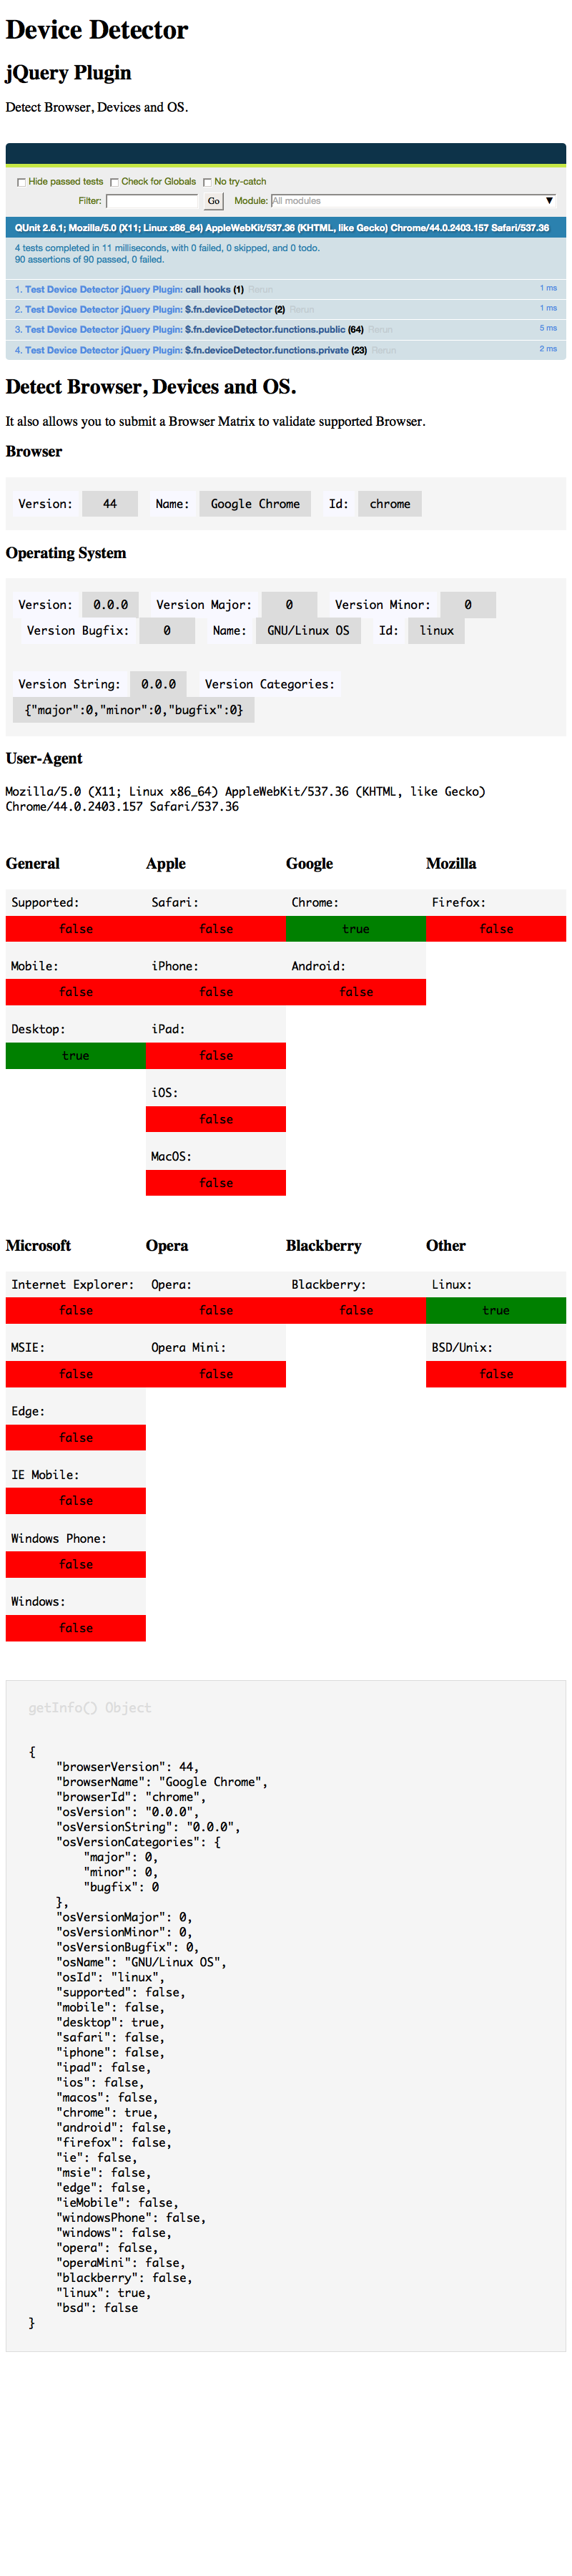 Device Detector
jQuery Plugin
Detect Browser, Devices and OS.
Hide passed tests Check for Globals No try-catch
Filter: Go Module: All modules ▼
QUnit 2.6.1; Mozilla/5.0 (X11; Linux x86_64) AppleWebKit/537.36 (KHTML, like Gecko) Chrome/44.0.2403.157 Safari/537.36
4 tests completed in 11 milliseconds, with 0 failed, 0 skipped, and 0 todo.
90 assertions of 90 passed, 0 failed.
1. Test Device Detector jQuery Plugin: call hooks (1) Rerun 1 ms
2. Test Device Detector jQuery Plugin: $.fn.deviceDetector (2) Rerun 1 ms
3. Test Device Detector jQuery Plugin: $.fn.deviceDetector.functions.public (64) Rerun 5 ms
4. Test Device Detector jQuery Plugin: $.fn.deviceDetector.functions.private (23) Rerun 2 ms
Detect Browser, Devices and OS.
It also allows you to submit a Browser Matrix to validate supported Browser.
Browser
Version: 44 Name: Google Chrome Id: chrome
Operating System
Version: 0.0.0 Version Major: 0 Version Minor: 0
Version Bugfix: 0 Name: GNU/Linux OS Id: linux
Version String: 0.0.0 Version Categories:
{"major":0,"minor":0,"bugfix":0}
User-Agent
Mozilla/5.0 (X11; Linux x86_64) AppleWebKit/537.36 (KHTML, like Gecko)
Chrome/44.0.2403.157 Safari/537.36
General Apple Google Mozilla
Supported: Safari: Chrome: Firefox:
false false true false
Mobile: iPhone: Android:
false false false
Desktop: iPad:
true false
iOS:
false
MacOS:
false
Microsoft Opera Blackberry Other
Internet Explorer: Opera: Blackberry: Linux:
false false false true
MSIE: Opera Mini: BSD/Unix:
false false false
Edge:
false
IE Mobile:
false
Windows Phone:
false
Windows:
false
getInfo() Object
{
"browserVersion": 44,
"browserName": "Google Chrome",
"browserId": "chrome",
"osVersion": "0.0.0",
"osVersionString": "0.0.0",
"osVersionCategories": {
"major": 0,
"minor": 0,
"bugfix": 0
},
"osVersionMajor": 0,
"osVersionMinor": 0,
"osVersionBugfix": 0,
"osName": "GNU/Linux OS",
"osId": "linux",
"supported": false,
"mobile": false,
"desktop": true,
"safari": false,
"iphone": false,
"ipad": false,
"ios": false,
"macos": false,
"chrome": true,
"android": false,
"firefox": false,
"ie": false,
"msie": false,
"edge": false,
"ieMobile": false,
"windowsPhone": false,
"windows": false,
"opera": false,
"operaMini": false,
"blackberry": false,
"linux": true,
"bsd": false
}